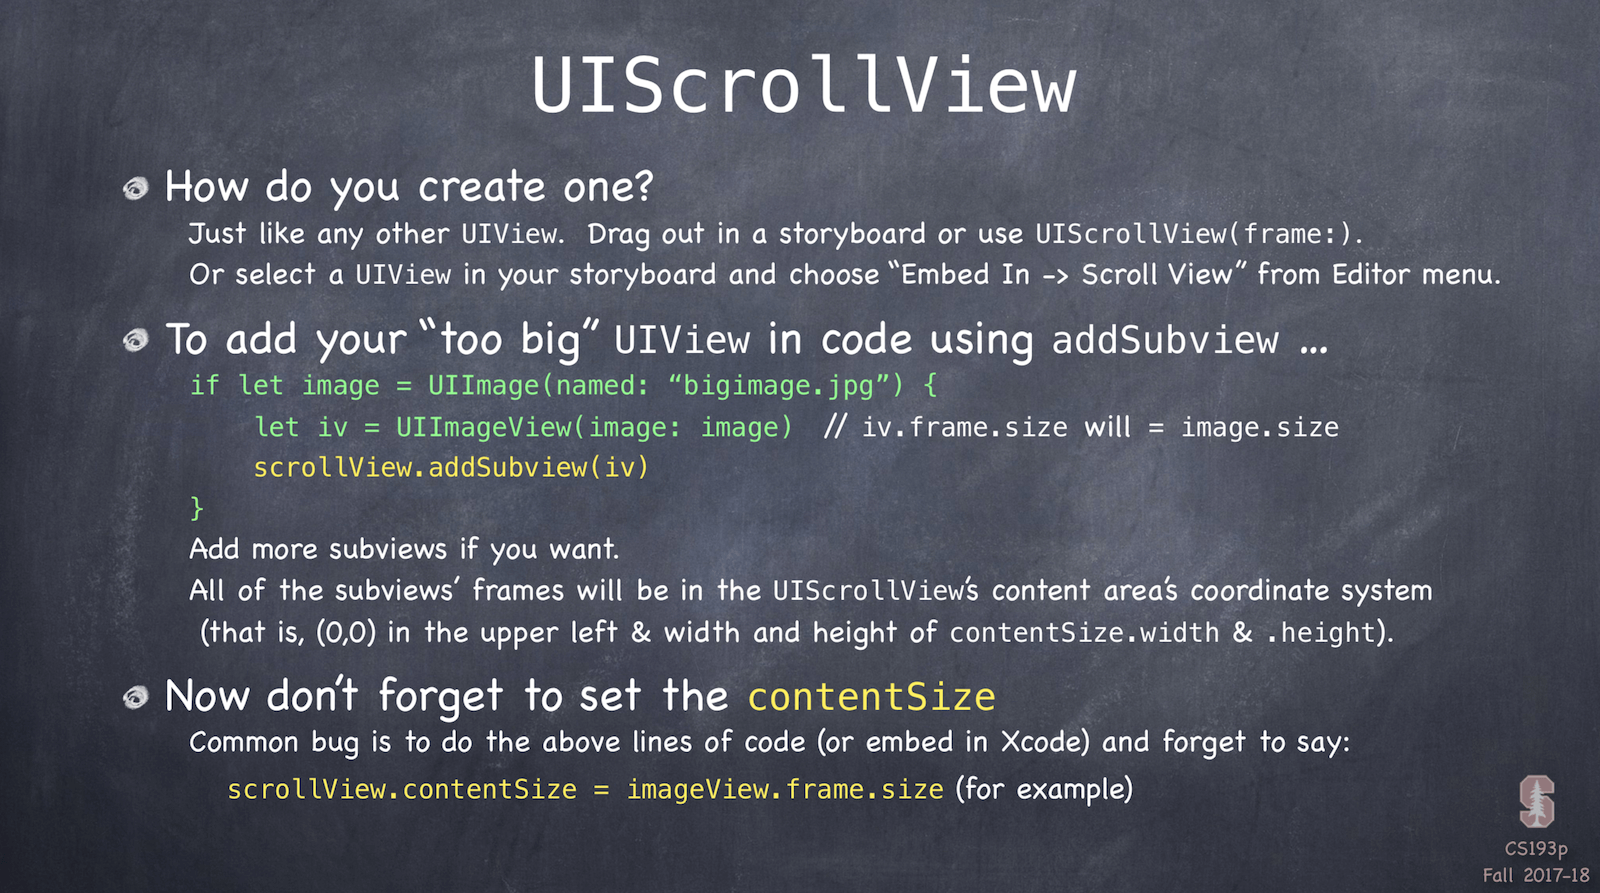 UIScrollView
How do you create one?
Just like any other UIView. Drag out in a storyboard or use UIScrollView(frame:).
Or select a UIView in your storyboard and choose “Embed In -> Scroll View” from Editor menu.
To add your “too big” UIView in code using addSubview …
if let image = UIImage(named: “bigimage.jpg”) {
let iv = UIImageView(image: image) // iv.frame.size will = image.size
scrollView.addSubview(iv)
}
Add more subviews if you want.
All of the subviews’ frames will be in the UIScrollView’s content area’s coordinate system
(that is, (0,0) in the upper left & width and height of contentSize.width & .height).
Now don’t forget to set the contentSize
Common bug is to do the above lines of code (or embed in Xcode) and forget to say:
scrollView.contentSize = imageView.frame.size (for example)
CS193p
Fall 2017-18